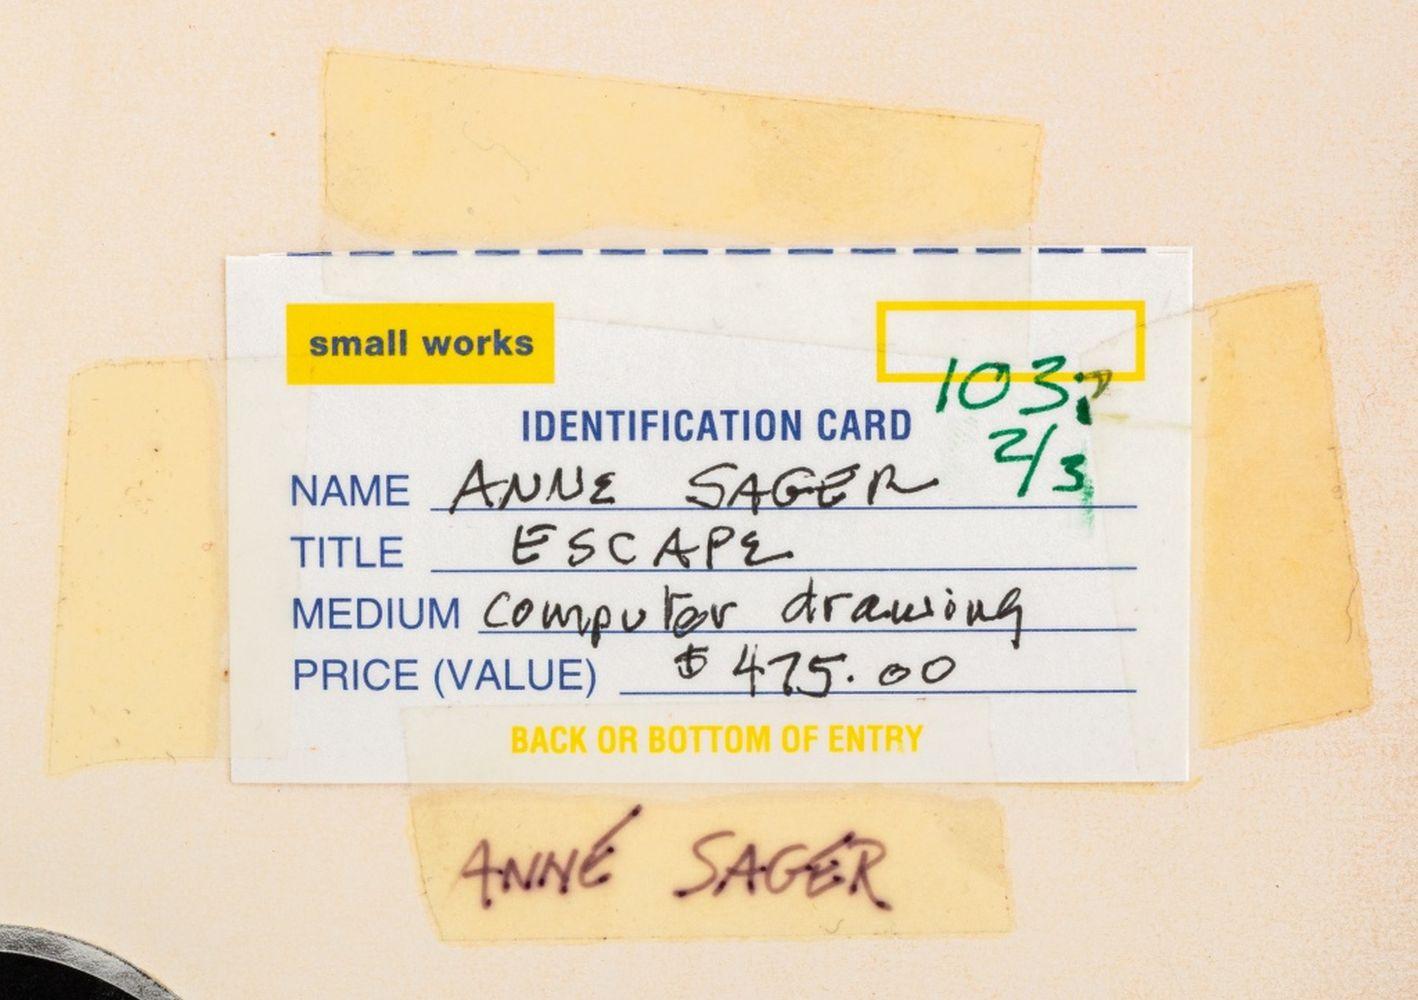 small works
103
IDENTIFICATION CARD
2/3
NAME ANNE SAGER
TITLE ESCAPE
MEDIUM computer drawing
PRICE (VALUE) $475.00
BACK OR BOTTOM OF ENTRY
ANNE SAGER